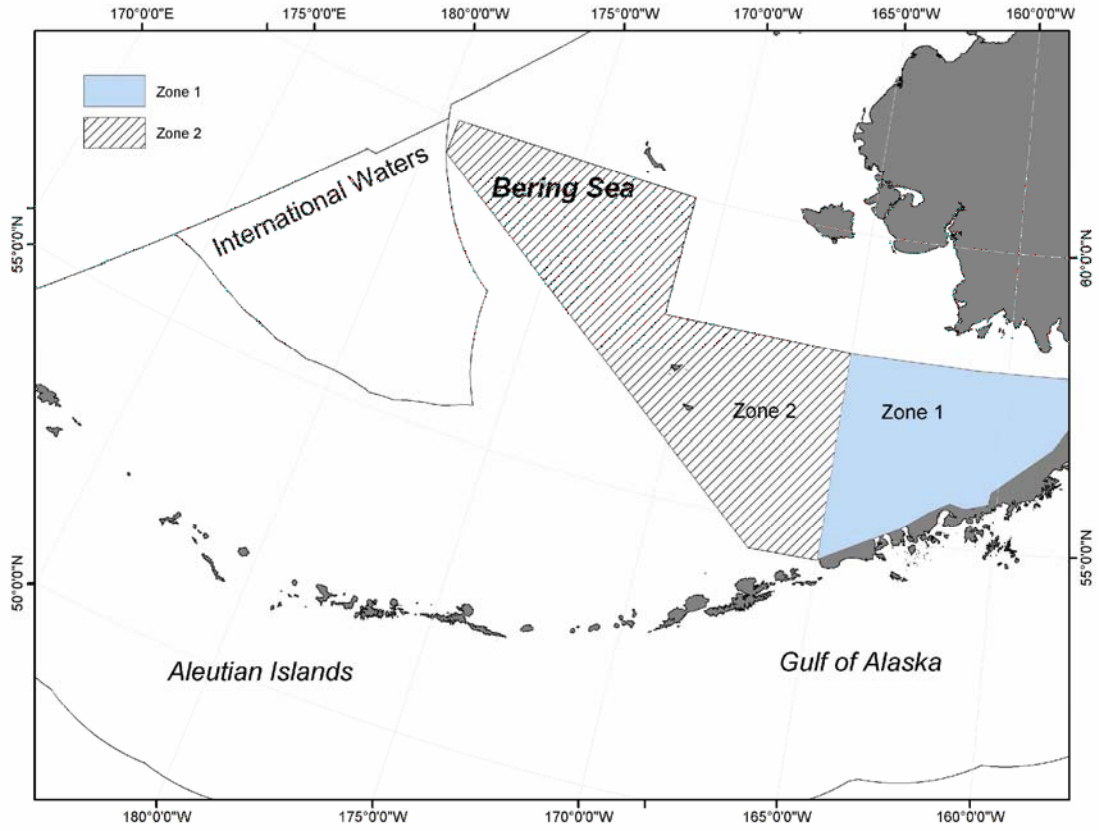 170°0'0"E 175°0'0"E 180°0'0" 175°0'0"W 170°0'0"W 165°0'0"W 160°0'0"W
Zone 1
Zone 2
International Waters
Bering Sea
55°0'0"N
60°0'0"N
Zone 2
Zone 1
50°0'0"N
55°0'0"N
Aleutian Islands
Gulf of Alaska
180°0'0" 175°0'0"W 170°0'0"W 165°0'0"W 160°0'0"W